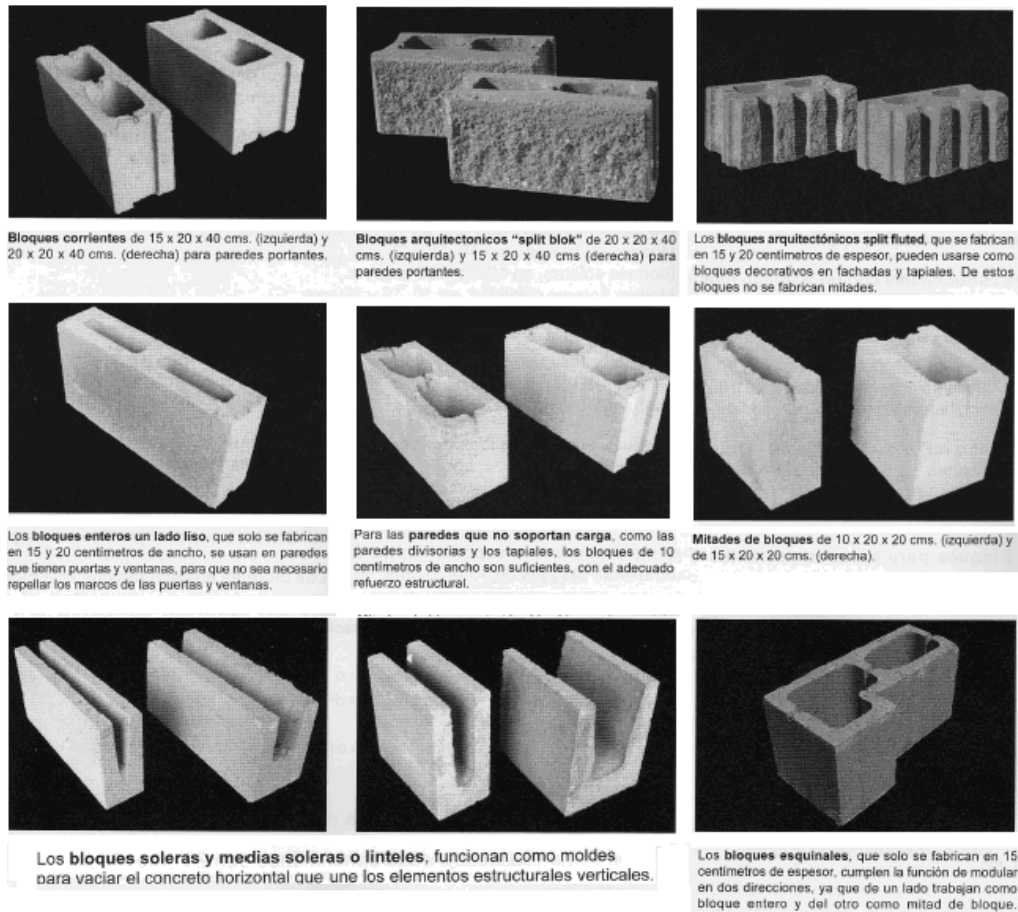 Bloques corrientes de 15 x 20 x 40 cms. (izquierda) y
20 x 20 x 40 cms. (derecha) para paredes portantes.
Bloques arquitectonicos "split blok" de 20 x 20 x 40
cms. (izquierda) y 15 x 20 x 40 cms (derecha) para
paredes portantes.
Los bloques arquitectónicos split fluted, que se fabrican
en 15 y 20 centímetros de espesor, pueden usarse como
bloques decorativos en fachadas y tapiales. De estos
bloques no se fabrican mitades.
Los bloques enteros un lado liso, que solo se fabrican
en 15 y 20 centímetros de ancho, se usan en paredes
que tienen puertas y ventanas, para que no sea necesario
repellar los marcos de las puertas y ventanas.
Para las paredes que no soportan carga, como las
paredes divisorias y los tapiales, los bloques de 10
centímetros de ancho son suficientes, con el adecuado
refuerzo estructural.
Mitades de bloques de 10 x 20 x 20 cms. (izquierda) y
de 15 x 20 x 20 cms. (derecha).
Los bloques soleras y medias soleras o linteles, funcionan como moldes
para vaciar el concreto horizontal que une los elementos estructurales verticales.
Los bloques esquinales, que solo se fabrican en 15
centímetros de espesor, cumplen la función de modular
en dos direcciones, ya que de un lado trabajan como
bloque entero y del otro como mitad de bloque.